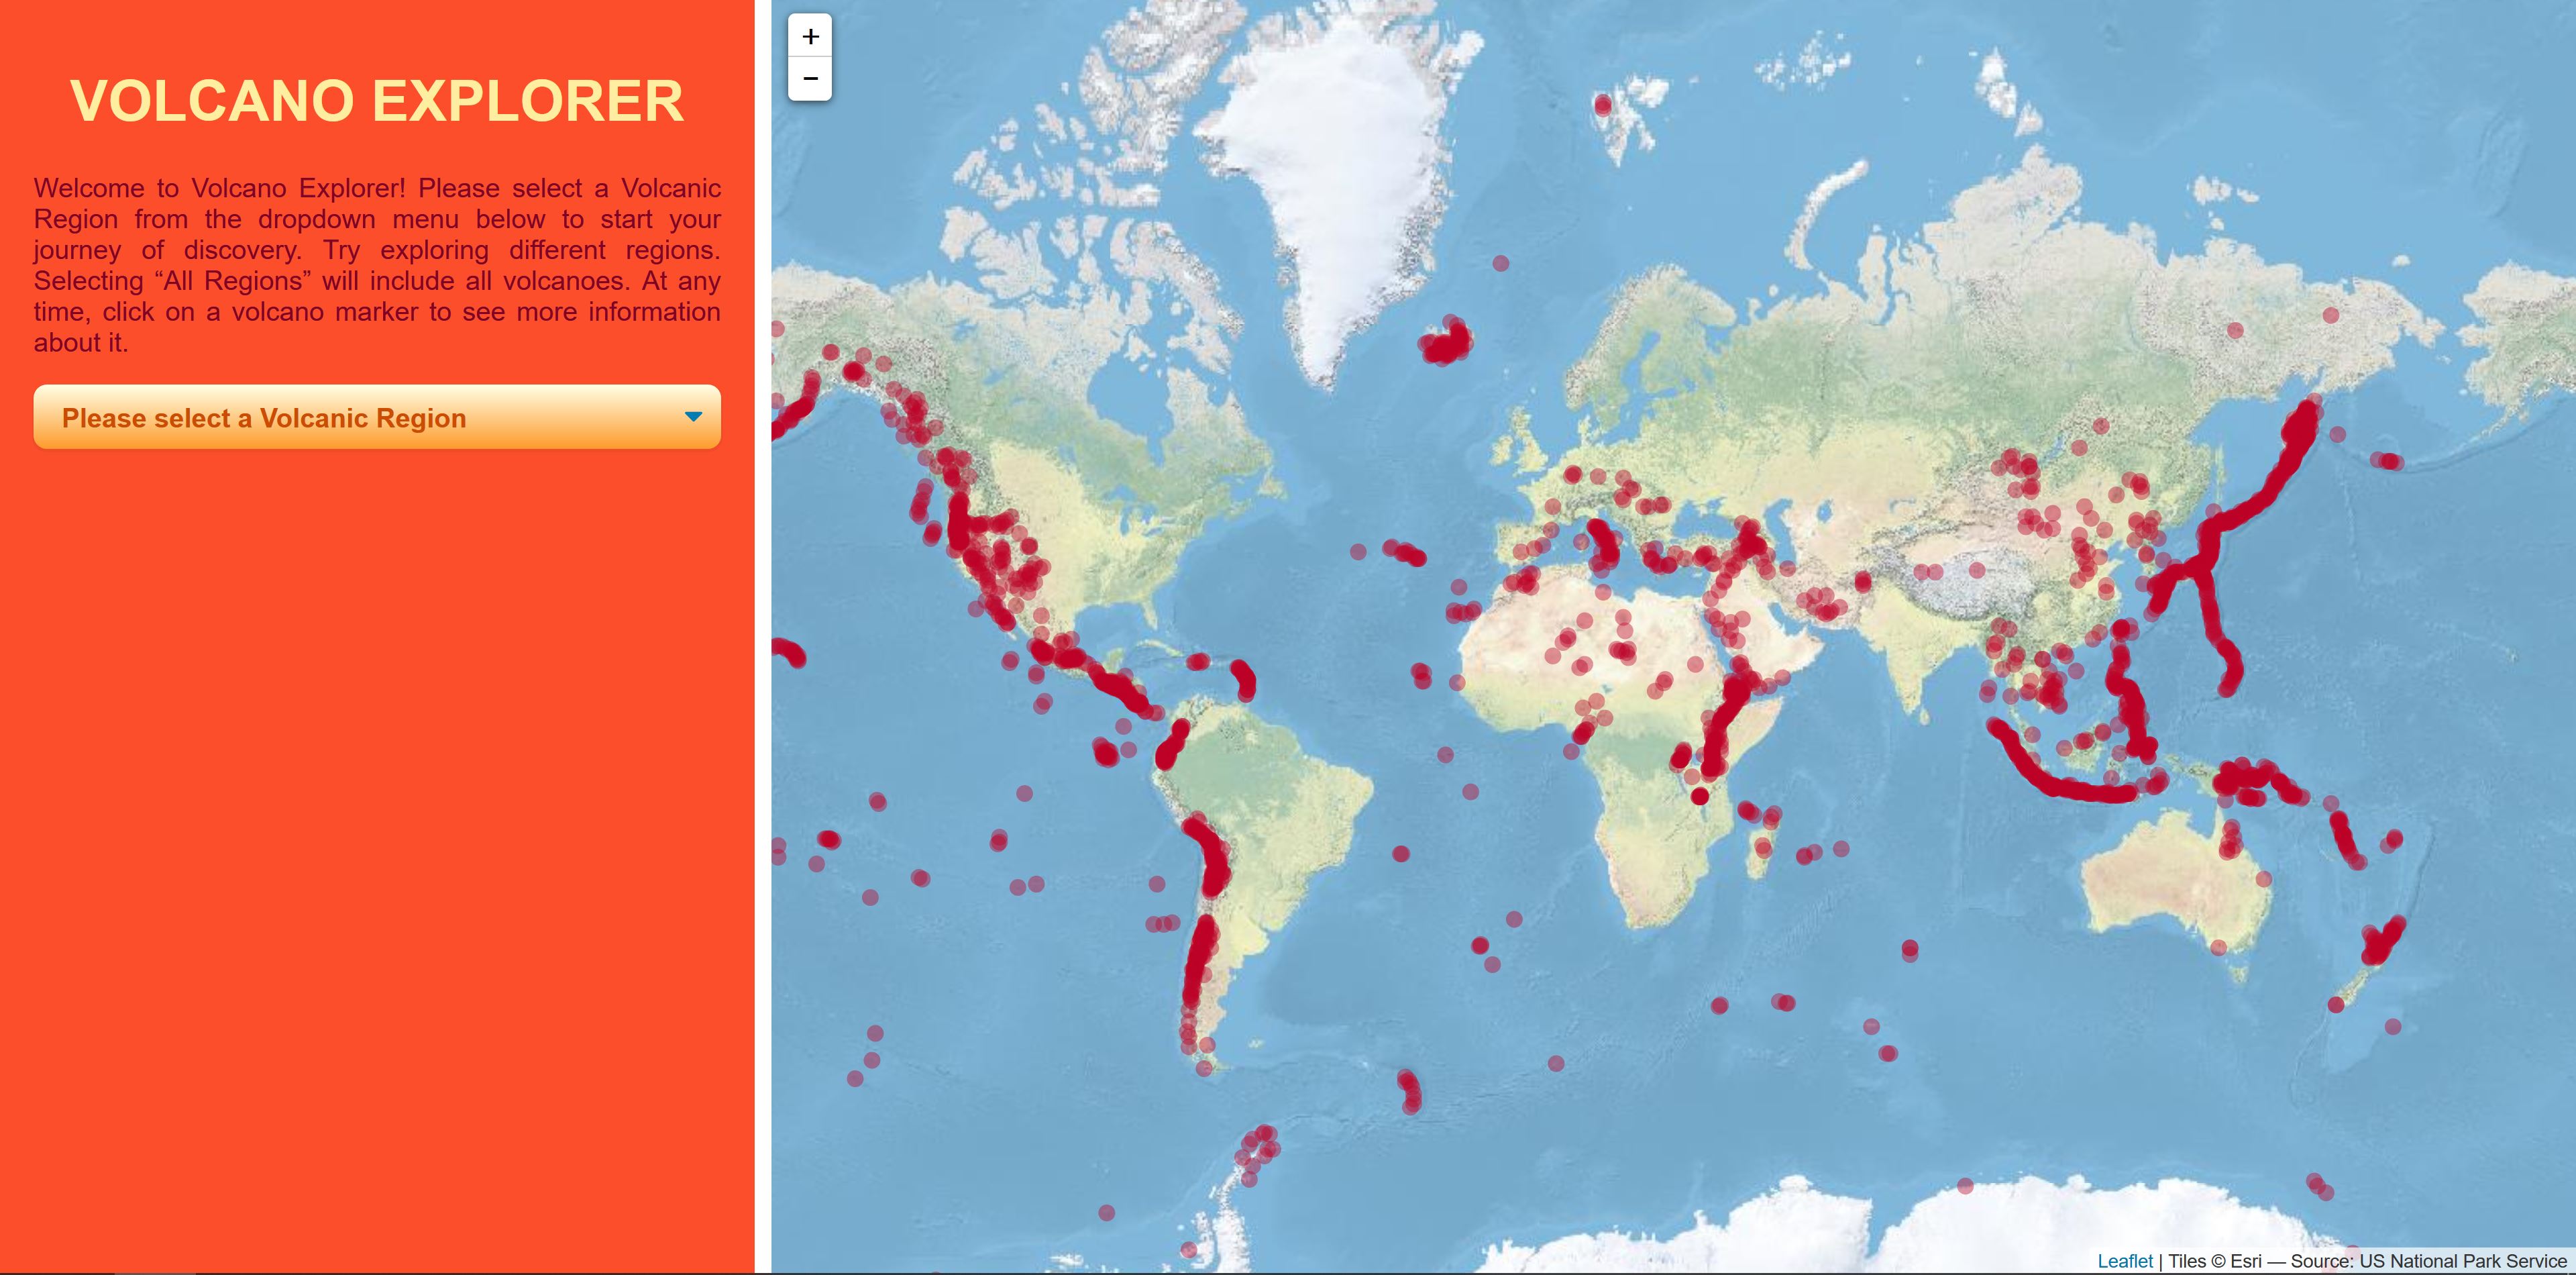 VOLCANO EXPLORER
Welcome to Volcano Explorer! Please select a Volcanic
Region from the dropdown menu below to start your
journey of discovery. Try exploring different regions.
Selecting “All Regions” will include all volcanoes. At any
time, click on a volcano marker to see more information
about it.
Please select a Volcanic Region
+
−
Leaflet | Tiles © Esri — Source: US National Park Service